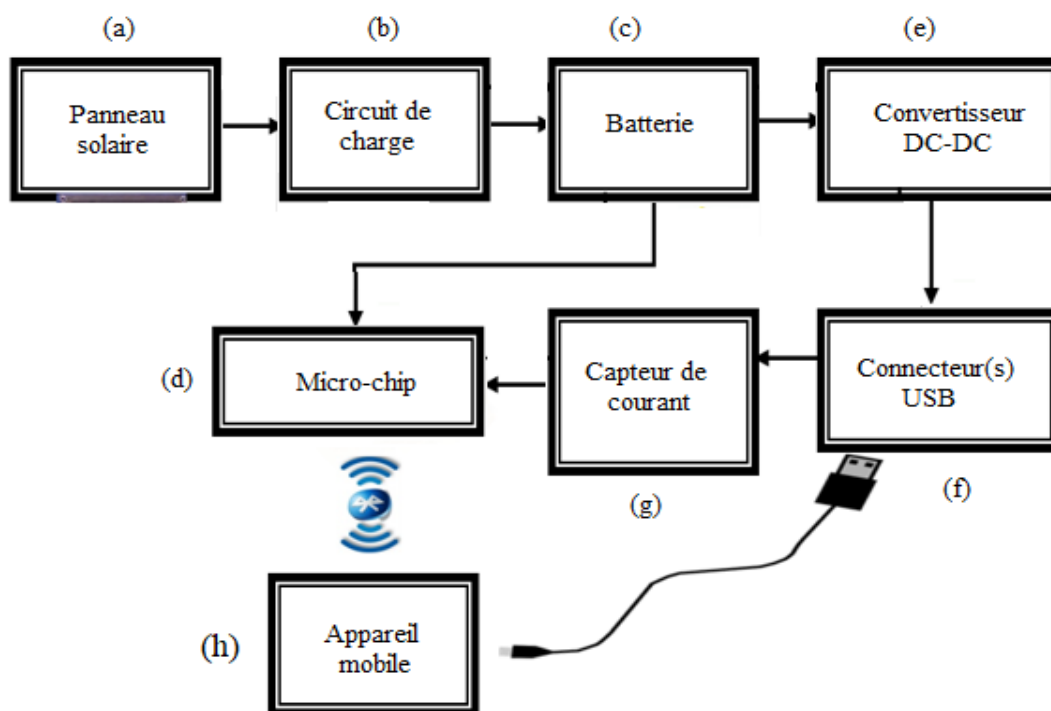 (a)
(b)
(c)
(e)
Panneau
solaire
Circuit de
charge
Batterie
Convertisseur
DC-DC
(d)
Micro-chip
Capteur de
courant
Connecteur(s)
USB
(g)
(f)
(h)
Appareil
mobile